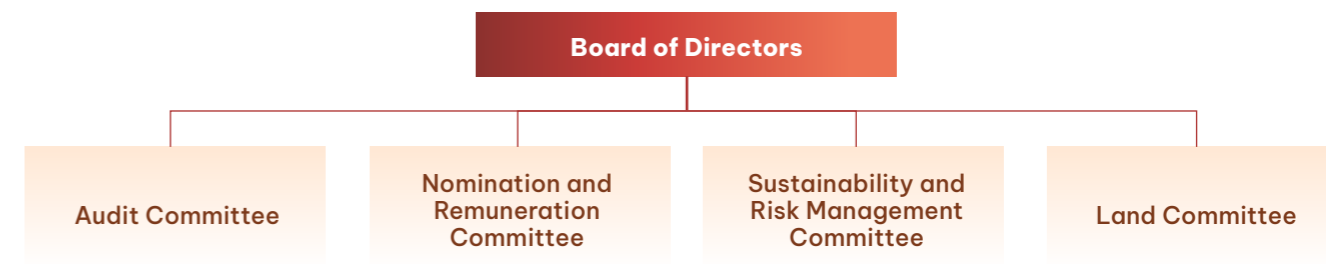 Board of Directors
Audit Committee
Nomination and
Remuneration
Committee
Sustainability and
Risk Management
Committee
Land Committee